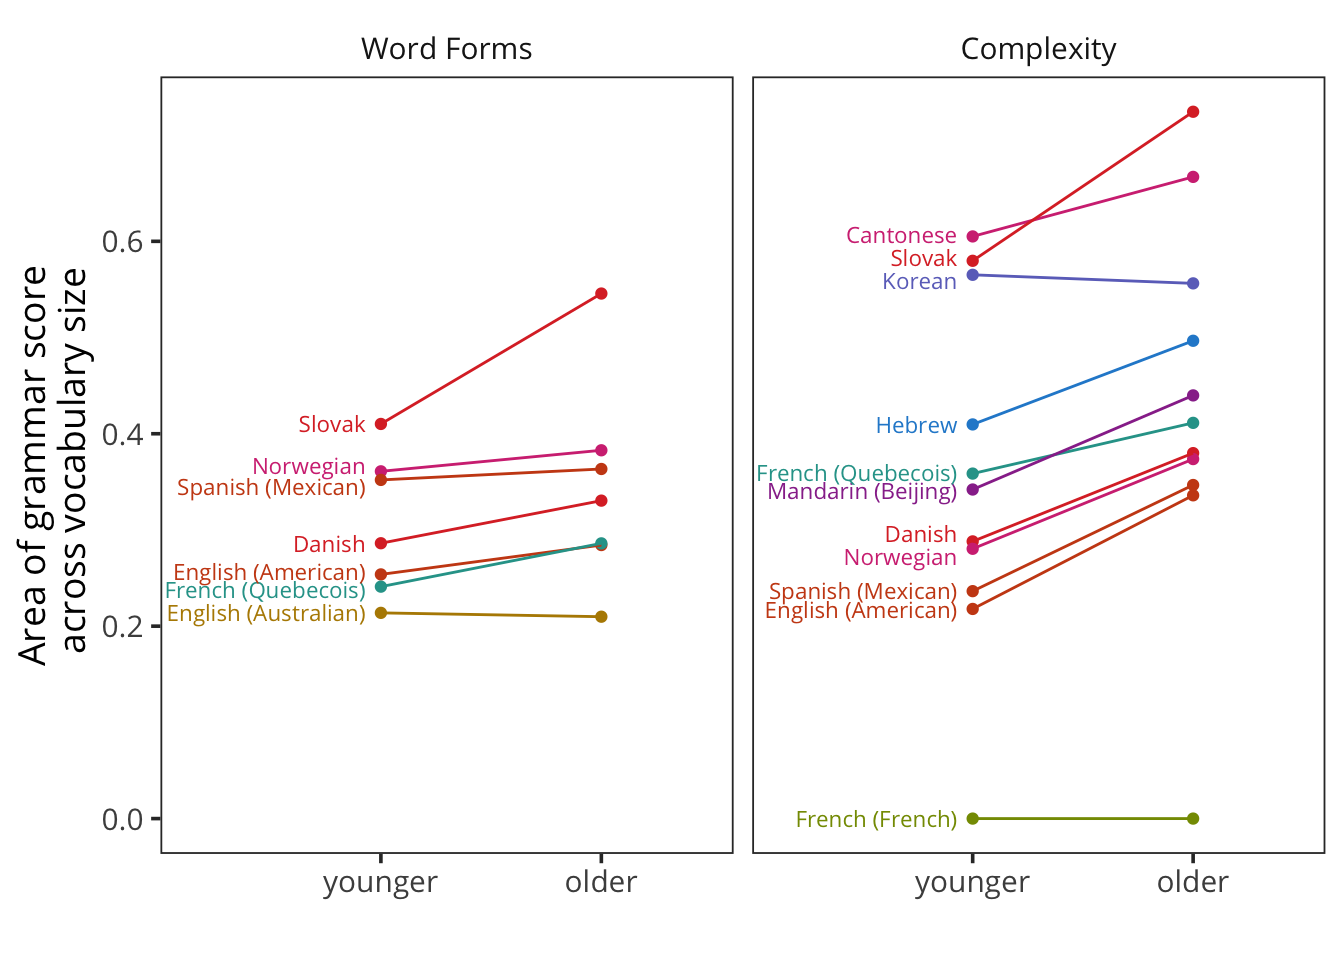 Word Forms
Complexity
Area of grammar score
across vocabulary size
0.6
0.4
0.2
0.0
Slovak
Norwegian
Spanish (Mexican)
Danish
English (American)
French (Quebecois)
English (Australian)
Cantonese
Slovak
Korean
Hebrew
French (Quebecois)
Mandarin (Beijing)
Danish
Norwegian
Spanish (Mexican)
English (American)
French (French)
younger
older
younger
older